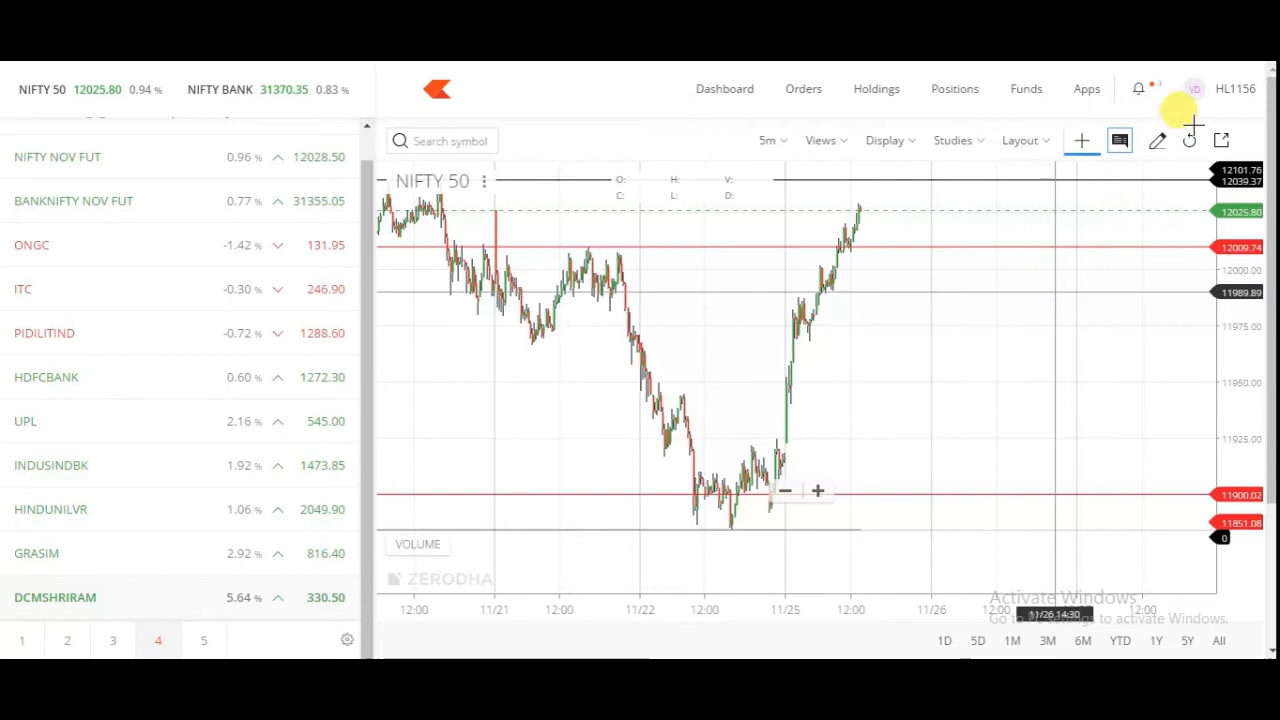 NIFTY 50 12025.80 0.94 % NIFTY BANK 31370.35 0.83 %
Dashboard Orders Holdings Positions Funds Apps 3 VD HL1156
NIFTY NOV FUT 0.96 % 12028.50
BANKNIFTY NOV FUT 0.77 % 31355.05
ONGC -1.42 % 131.95
ITC -0.30 % 246.90
PIDILITIND -0.72 % 1288.60
HDFCBANK 0.60 % 1272.30
UPL 2.16 % 545.00
INDUSINDBK 1.92 % 1473.85
HINDUNILVR 1.06 % 2049.90
GRASIM 2.92 % 816.40
DCMSHRIRAM 5.64 % 330.50
1 2 3 4 5
Search symbol 5m Views Display Studies Layout
NIFTY 50
O: H: V:
C: L: D:
12101.76
12039.37
12025.80
12009.74
12000.00
11989.89
11975.00
11950.00
11925.00
11900.02
11851.08
0
VOLUME
ZERODHA
12:00 11/21 12:00 11/22 12:00 11/25 12:00 11/26 12:00 12:00
11/26 14:30
Activate Windows
Go to PC settings to activate Windows.
1D 5D 1M 3M 6M YTD 1Y 5Y All